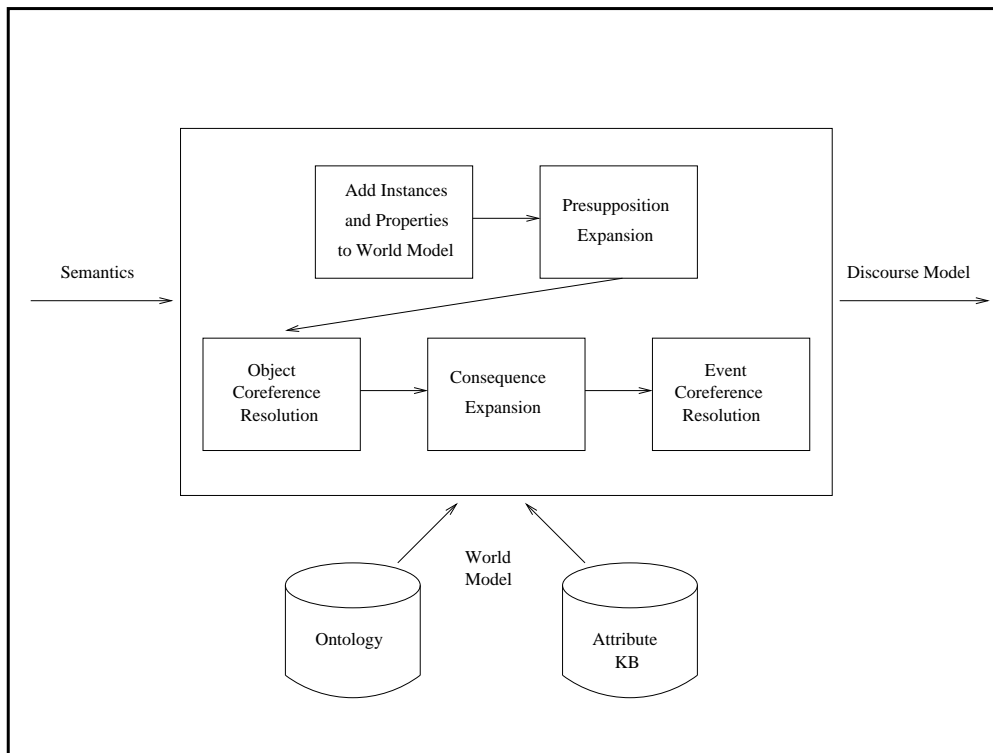 Add Instances
and Properties
to World Model
Presupposition
Expansion
Semantics
Discourse Model
Object
Coreference
Resolution
Consequence
Expansion
Event
Coreference
Resolution
World
Model
Ontology
Attribute
KB